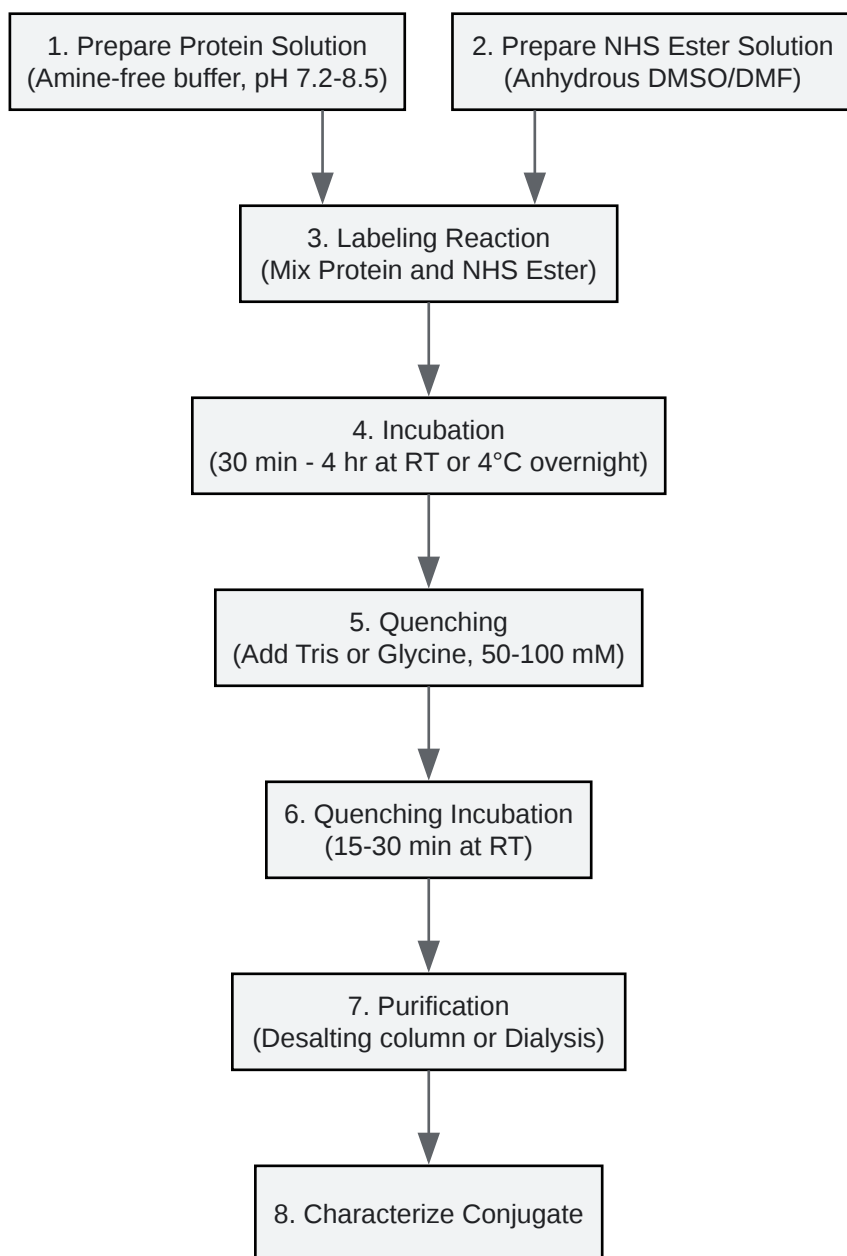 1. Prepare Protein Solution
(Amine-free buffer, pH 7.2-8.5)
2. Prepare NHS Ester Solution
(Anhydrous DMSO/DMF)
3. Labeling Reaction
(Mix Protein and NHS Ester)
4. Incubation
(30 min - 4 hr at RT or 4°C overnight)
5. Quenching
(Add Tris or Glycine, 50-100 mM)
6. Quenching Incubation
(15-30 min at RT)
7. Purification
(Desalting column or Dialysis)
8. Characterize Conjugate